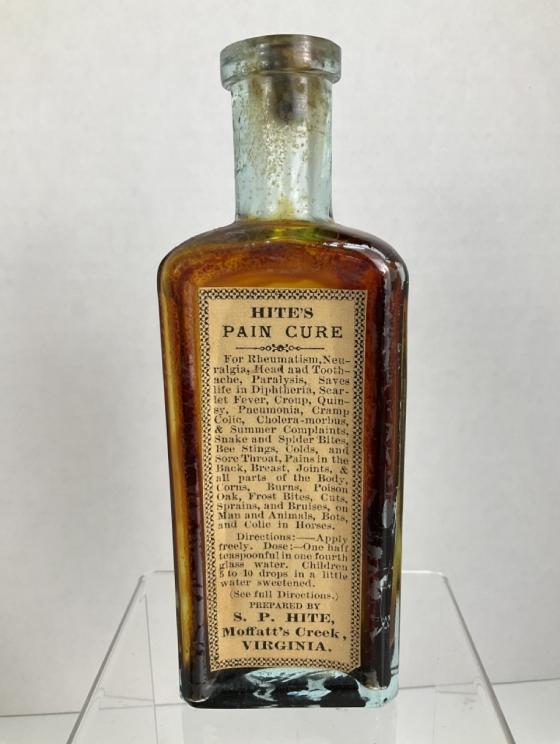 HITE'S
PAIN CURE
For Rheumatism, Neu-
ralgia, Head and Tooth-
ache, Paralysis, Saves
life in Diphtheria, Scar-
let Fever, Croup, Quin-
sy, Pneumonia, Cramp
Colic, Cholera-morbus,
& Summer Complaints,
Snake and Spider Bites,
Bee Stings, Colds, and
Sore Throat, Pains in the
Back, Breast, Joints, &
all parts of the Body,
Corns, Burns, Poison
Oak, Frost Bites, Cuts,
Sprains, and Bruises, on
Man and Animals, Bots,
and Colic in Horses.
Directions:—Apply
freely. Dose:—One half
teaspoonful in one fourth
glass water. Children
5 to 10 drops in a little
water sweetened.
(See full Directions.)
PREPARED BY
S. P. HITE,
Moffatt's Creek,
VIRGINIA.